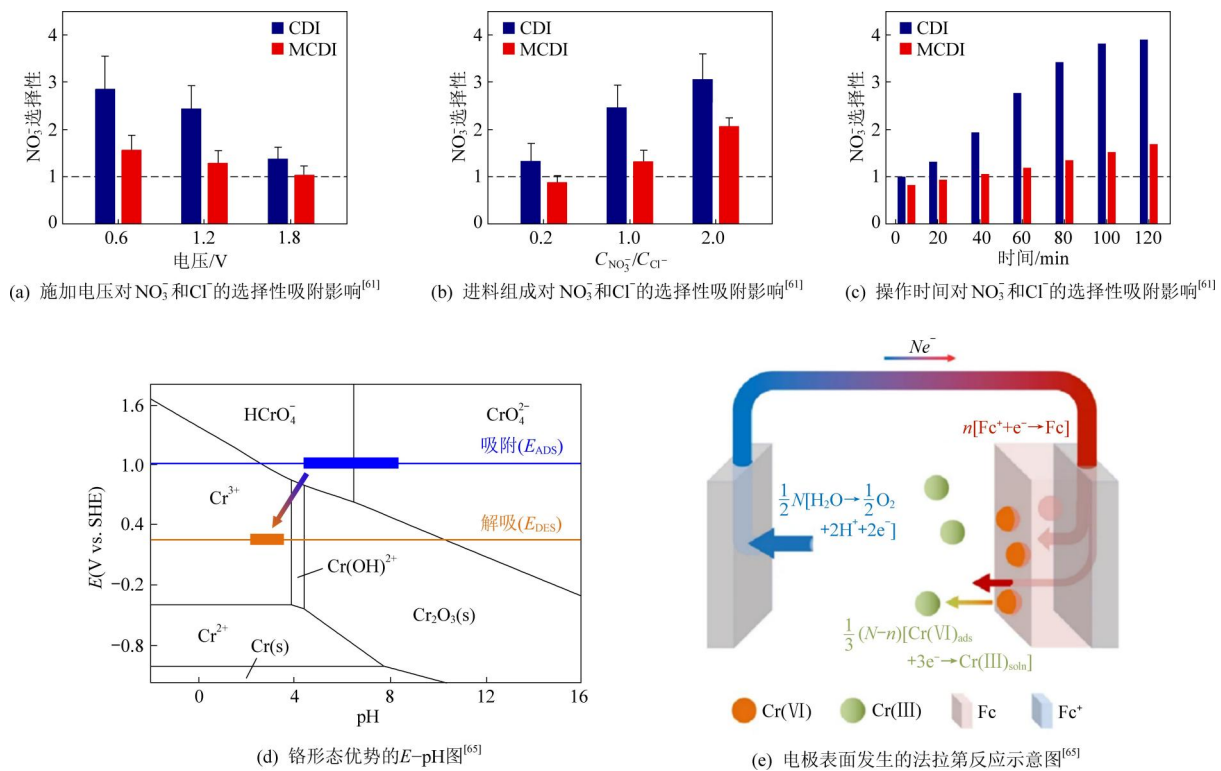 4
3
2
1
0
NO₃⁻选择性
CDI
MCDI
0.6 1.2 1.8
电压/V
(a) 施加电压对NO₃⁻和Cl⁻的选择性吸附影响[61]
4
3
2
1
0
NO₃⁻选择性
CDI
MCDI
0.2 1.0 2.0
C_NO₃⁻/C_Cl⁻
(b) 进料组成对NO₃⁻和Cl⁻的选择性吸附影响[61]
4
3
2
1
0
NO₃⁻选择性
CDI
MCDI
0 20 40 60 80 100 120
时间/min
(c) 操作时间对NO₃⁻和Cl⁻的选择性吸附影响[61]
1.6
1.0
0.4
−0.2
−0.8
E(V vs. SHE)
HCrO₄⁻
CrO₄²⁻
吸附(E_ADS)
Cr³⁺
解吸(E_DES)
Cr(OH)²⁺
Cr₂O₃(s)
Cr²⁺
Cr(s)
0 4 8 12 16
pH
(d) 铬形态优势的E−pH图[65]
Ne⁻
n[Fc⁺+e⁻→Fc]
1/2N[H₂O→1/2O₂
+2H⁺+2e⁻]
1/3(N−n)[Cr(Ⅵ)ads
+3e⁻→Cr(Ⅲ)soln]
Cr(Ⅵ) Cr(Ⅲ) Fc Fc⁺
(e) 电极表面发生的法拉第反应示意图[65]